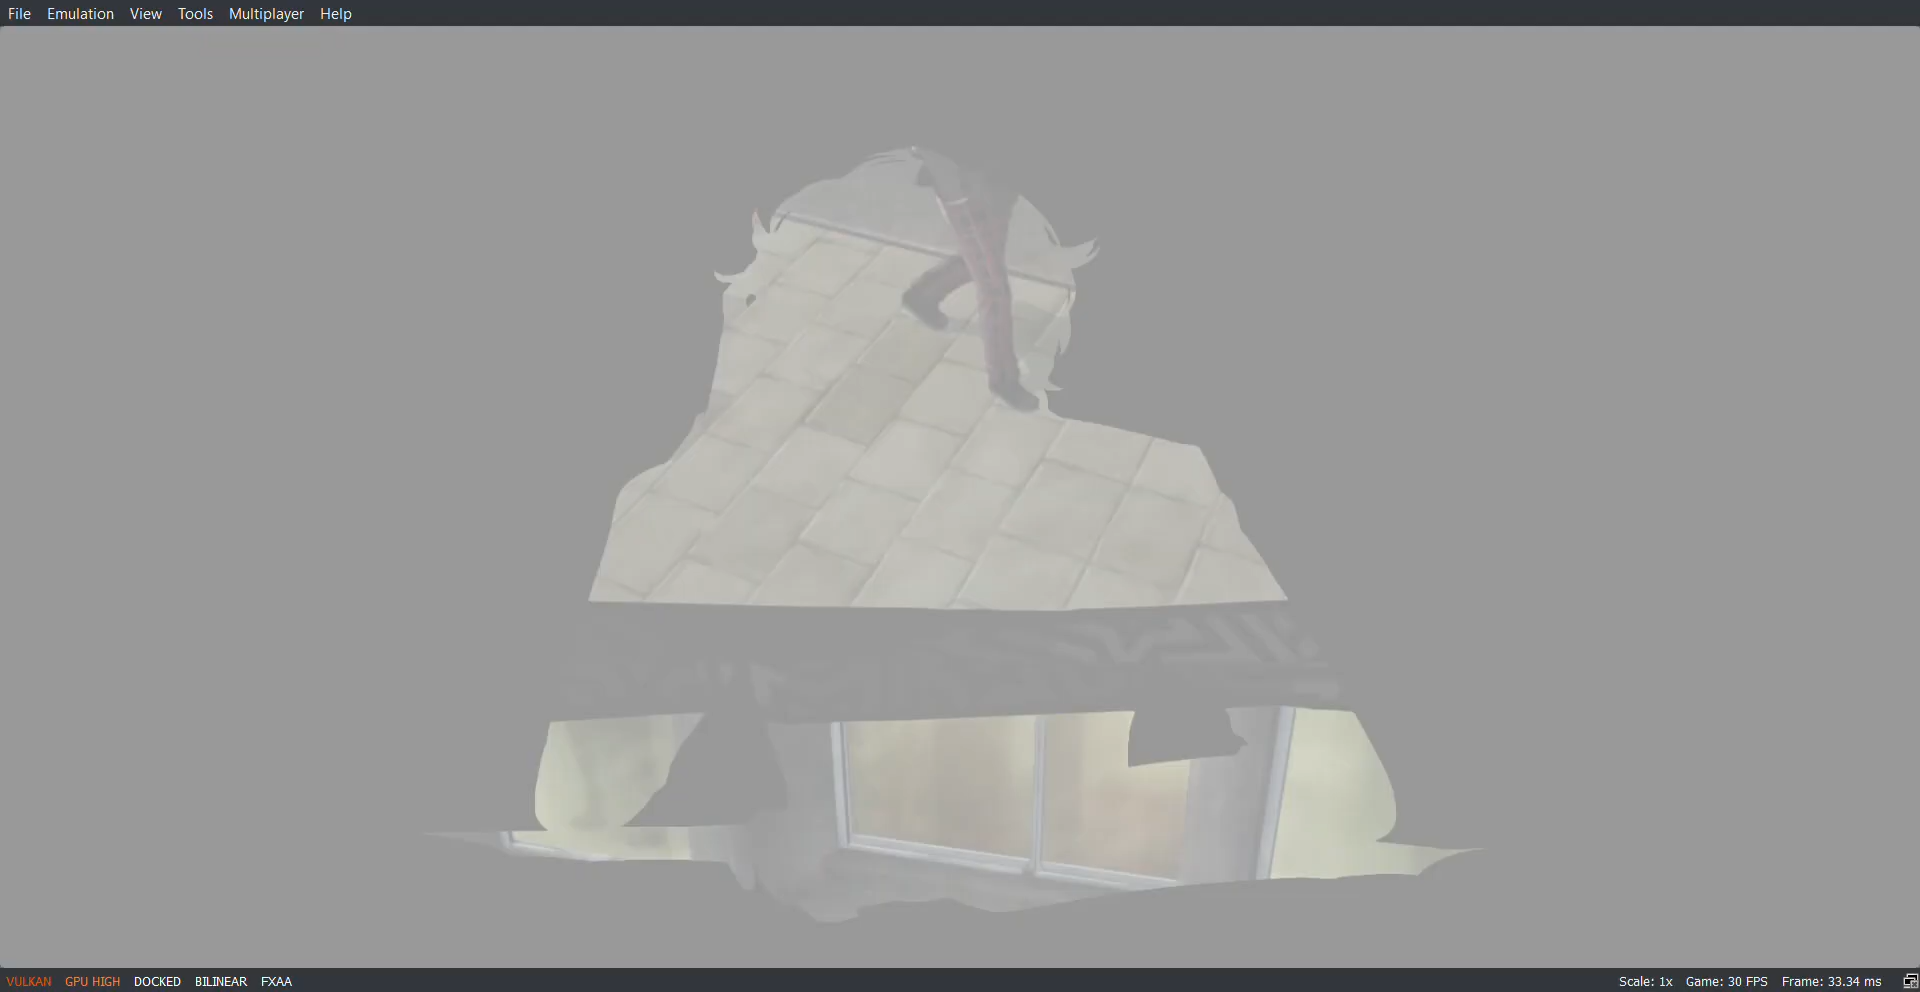 File Emulation View Tools Multiplayer Help
VULKAN GPU HIGH DOCKED BILINEAR FXAA Scale: 1x Game: 30 FPS Frame: 33.34 ms